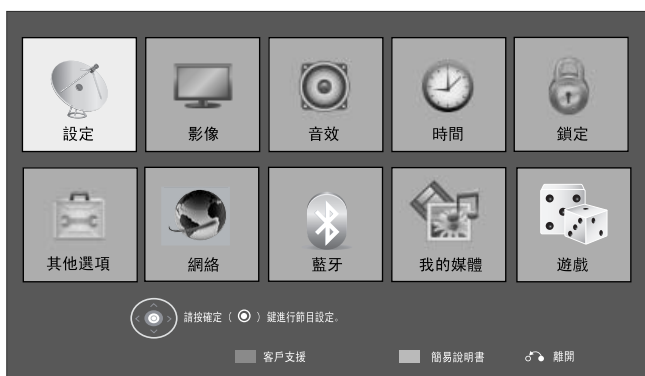 設定 影像 音效 時間 鎖定
其他選項 網絡 藍牙 我的媒體 遊戲
請按確定 ( ◉ ) 鍵進行節目設定。
客戶支援 簡易說明書 離開